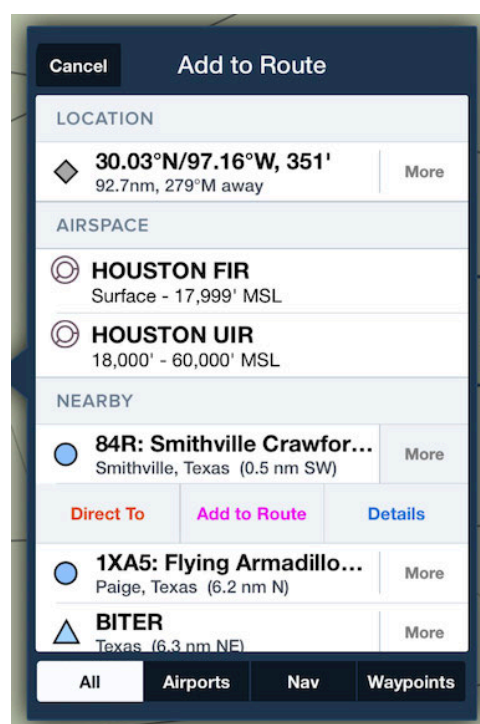 Cancel Add to Route
LOCATION
30.03°N/97.16°W, 351'
More
92.7nm, 279°M away
AIRSPACE
HOUSTON FIR
Surface - 17,999' MSL
HOUSTON UIR
18,000' - 60,000' MSL
NEARBY
84R: Smithville Crawfor...
More
Smithville, Texas (0.5 nm SW)
Direct To Add to Route Details
1XA5: Flying Armadillo...
More
Paige, Texas (6.2 nm N)
BITER
More
Texas (6.3 nm NE)
All Airports Nav Waypoints